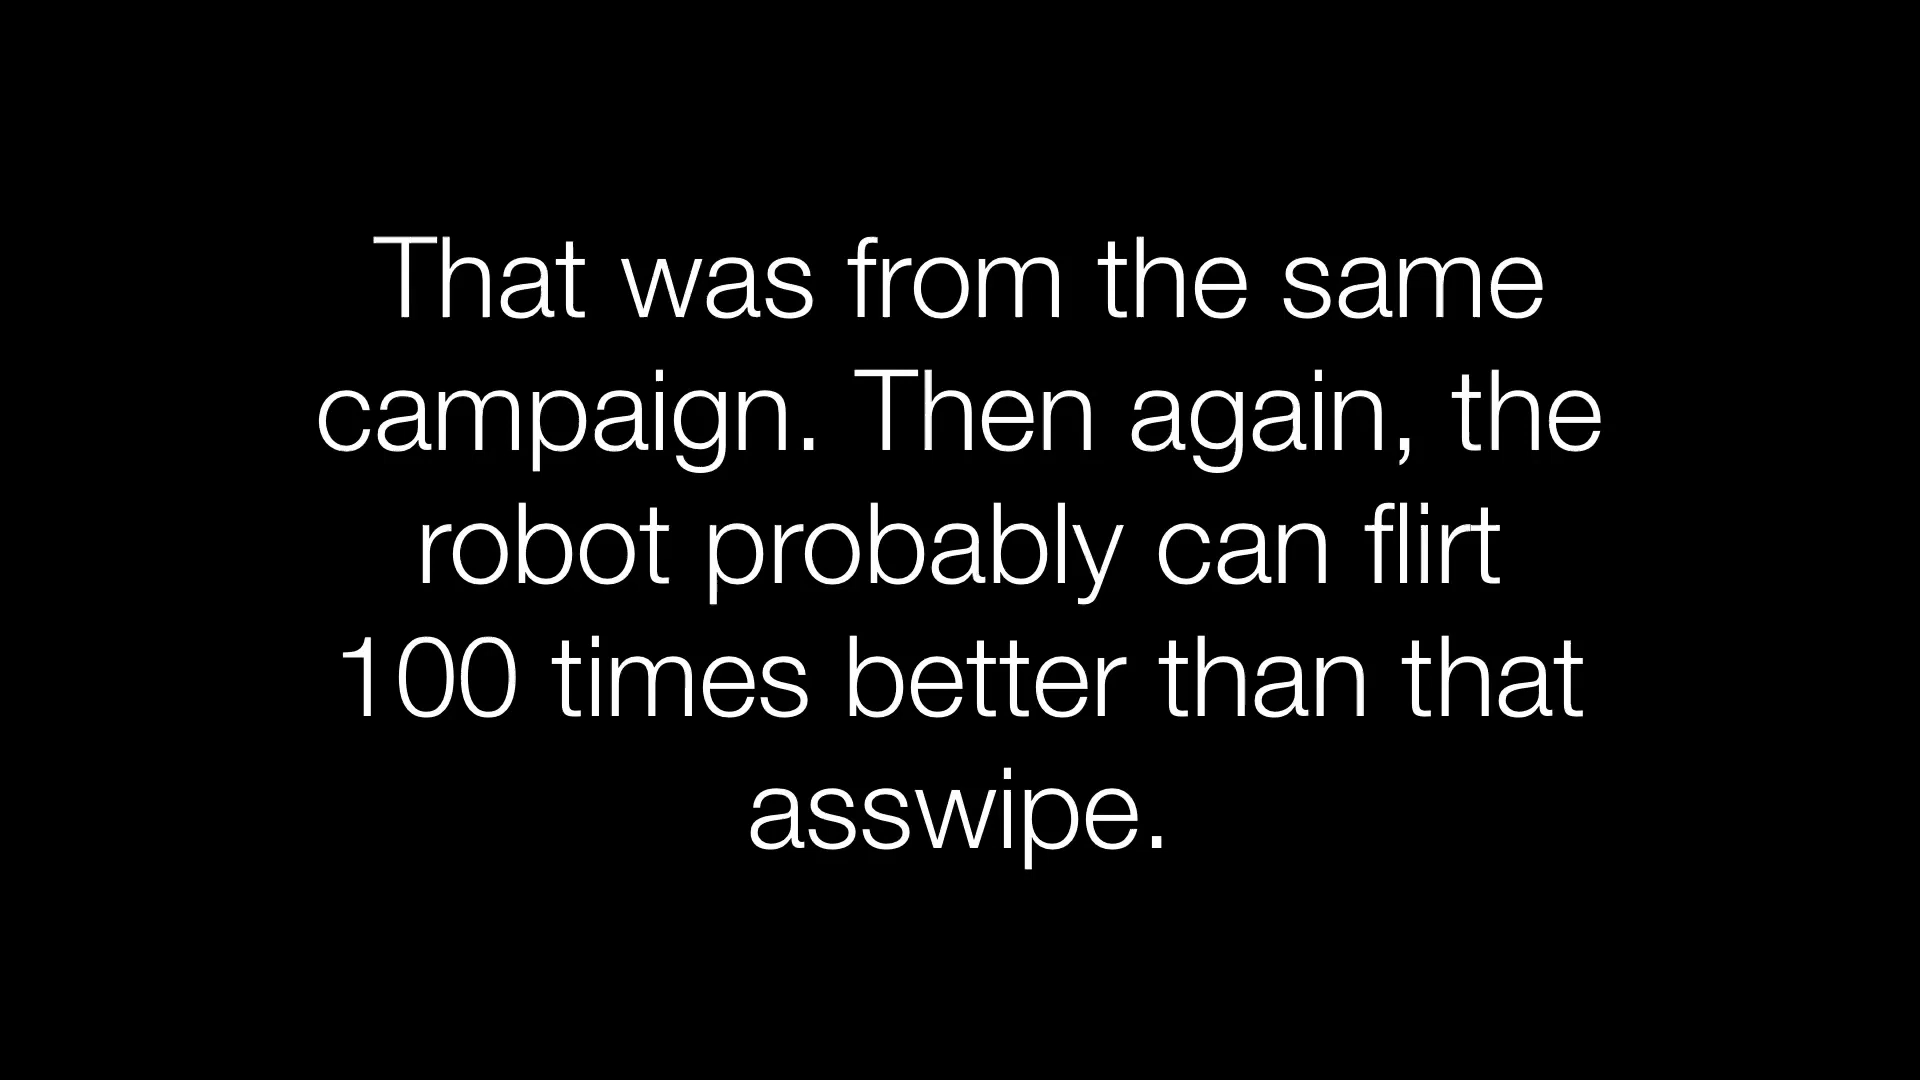 That was from the same
campaign. Then again, the
robot probably can flirt
100 times better than that
asswipe.